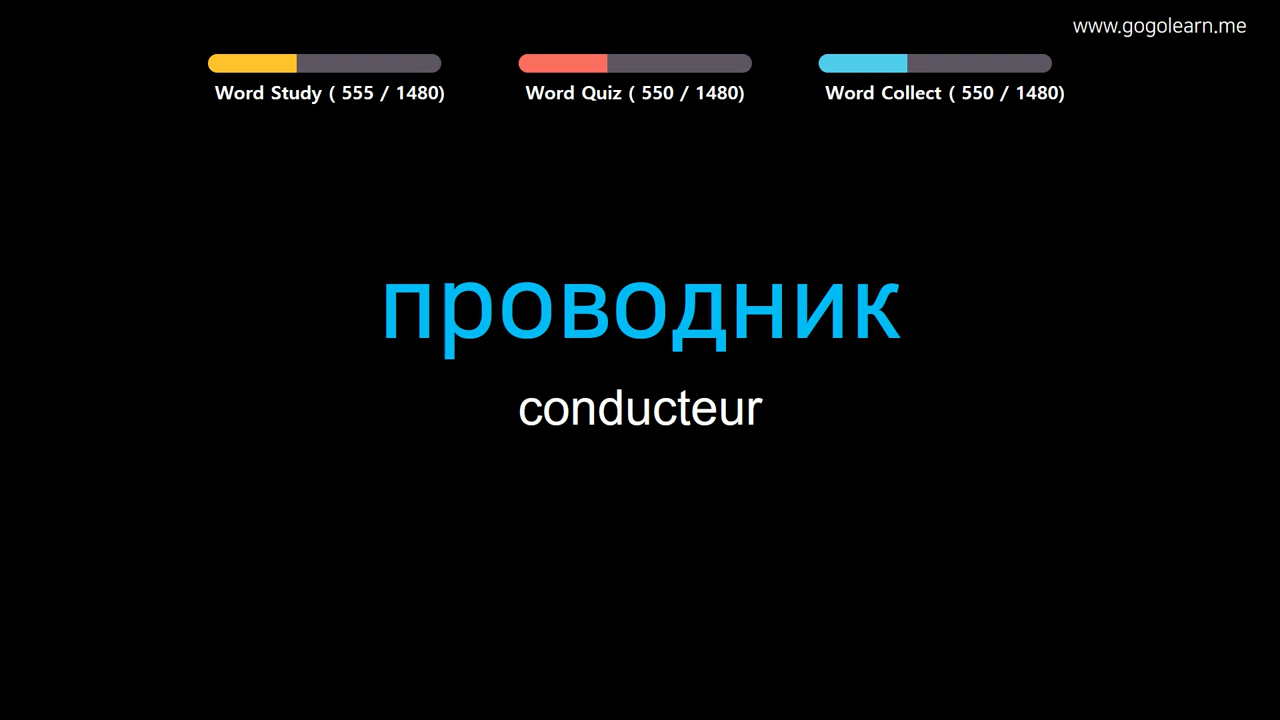 www.gogolearn.me
Word Study ( 555 / 1480)
Word Quiz ( 550 / 1480)
Word Collect ( 550 / 1480)
проводник
conducteur